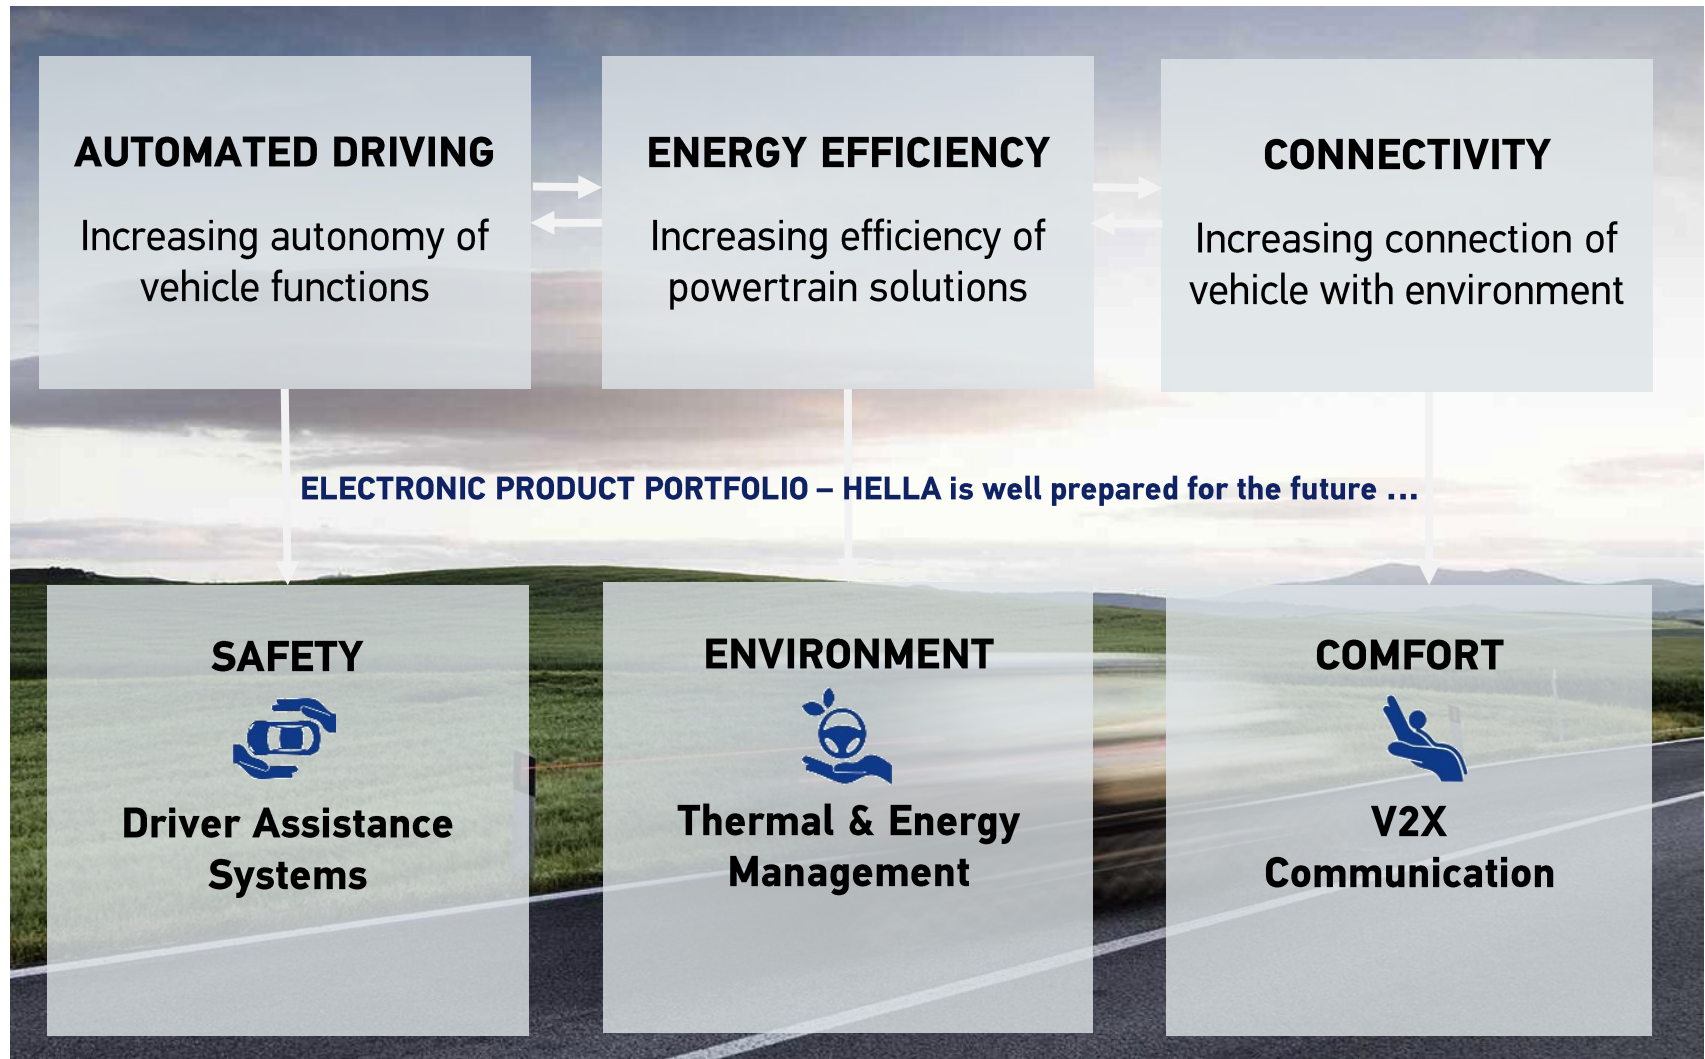 AUTOMATED DRIVING
Increasing autonomy of
vehicle functions
ENERGY EFFICIENCY
Increasing efficiency of
powertrain solutions
CONNECTIVITY
Increasing connection of
vehicle with environment
ELECTRONIC PRODUCT PORTFOLIO – HELLA is well prepared for the future ...
SAFETY
Driver Assistance
Systems
ENVIRONMENT
Thermal & Energy
Management
COMFORT
V2X
Communication